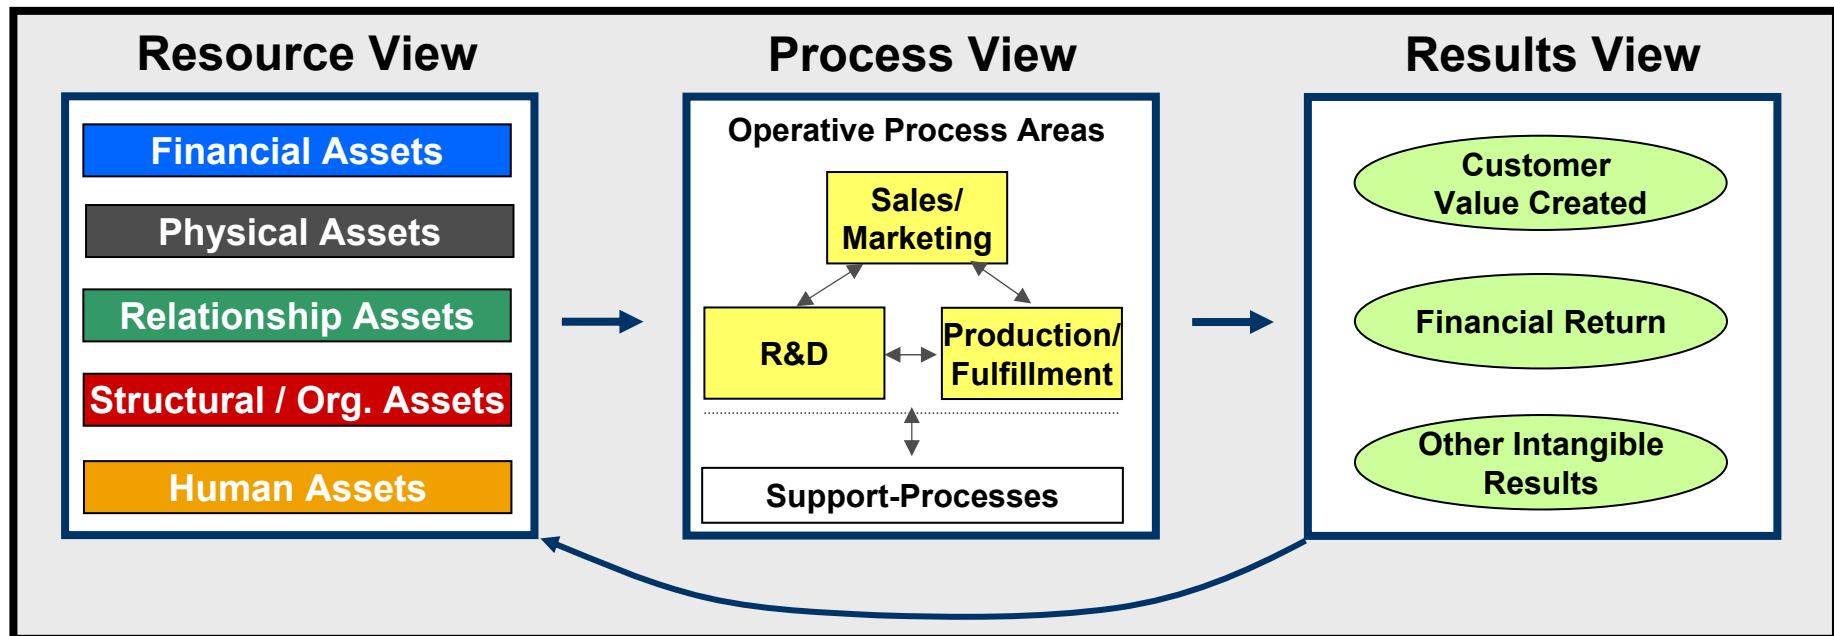 Resource View
Financial Assets
Physical Assets
Relationship Assets
Structural / Org. Assets
Human Assets
Process View
Operative Process Areas
Sales/
Marketing
R&D
Production/
Fulfillment
Support-Processes
Results View
Customer
Value Created
Financial Return
Other Intangible
Results